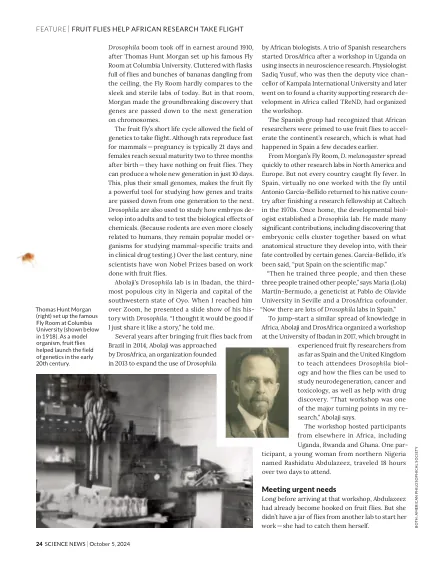 FEATURE | FRUIT FLIES HELP AFRICAN RESEARCH TAKE FLIGHT
Drosophila boom took off in earnest around 1910,
after Thomas Hunt Morgan set up his famous Fly
Room at Columbia University. Cluttered with flasks
full of flies and bunches of bananas dangling from
the ceiling, the Fly Room hardly compares to the
sleek and sterile labs of today. But in that room,
Morgan made the groundbreaking discovery that
genes are passed down to the next generation
on chromosomes.
The fruit fly's short life cycle allowed the field of
genetics to take flight. Although rats reproduce fast
for mammals — pregnancy is typically 21 days and
females reach sexual maturity two to three months
after birth — they have nothing on fruit flies. They
can produce a whole new generation in just 10 days.
This, plus their small genomes, makes the fruit fly
a powerful tool for studying how genes and traits
are passed down from one generation to the next.
Drosophila are also used to study how embryos de-
velop into adults and to test the biological effects of
chemicals. (Because rodents are even more closely
related to humans, they remain popular model or-
ganisms for studying mammal-specific traits and
in clinical drug testing.) Over the last century, nine
scientists have won Nobel Prizes based on work
done with fruit flies.
Abolaji's Drosophila lab is in Ibadan, the third-
most populous city in Nigeria and capital of the
southwestern state of Oyo. When I reached him
over Zoom, he presented a slide show of his his-
tory with Drosophila. "I thought it would be good if
I just share it like a story," he told me.
Several years after bringing fruit flies back from
Brazil in 2014, Abolaji was approached
by DrosAfrica, an organization founded
in 2013 to expand the use of Drosophila
by African biologists. A trio of Spanish researchers
started DrosAfrica after a workshop in Uganda on
using insects in neuroscience research. Physiologist
Sadiq Yusuf, who was then the deputy vice chan-
cellor of Kampala International University and later
went on to found a charity supporting research de-
velopment in Africa called TReND, had organized
the workshop.
The Spanish group had recognized that African
researchers were primed to use fruit flies to accel-
erate the continent's research, which is what had
happened in Spain a few decades earlier.
From Morgan's Fly Room, D. melanogaster spread
quickly to other research labs in North America and
Europe. But not every country caught fly fever. In
Spain, virtually no one worked with the fly until
Antonio García-Bellido returned to his native coun-
try after finishing a research fellowship at Caltech
in the 1970s. Once home, the developmental biol-
ogist established a Drosophila lab. He made many
significant contributions, including discovering that
embryonic cells cluster together based on what
anatomical structure they develop into, with their
fate controlled by certain genes. García-Bellido, it's
been said, "put Spain on the scientific map."
"Then he trained three people, and then these
three people trained other people," says María [Lola]
Martín-Bermudo, a geneticist at Pablo de Olavide
University in Seville and a DrosAfrica cofounder.
"Now there are lots of Drosophila labs in Spain."
To jump-start a similar spread of knowledge in
Africa, Abolaji and DrosAfrica organized a workshop
at the University of Ibadan in 2017, which brought in
experienced fruit fly researchers from
as far as Spain and the United Kingdom
to teach attendees Drosophila biol-
ogy and how the flies can be used to
study neurodegeneration, cancer and
toxicology, as well as develop drug
discovery. "That workshop was one
of the major turning points in my re-
search," Abolaji says.
The workshop hosted participants
from elsewhere in Africa, including
Uganda, Rwanda and Ghana. One par-
ticipant, a young woman from northern Nigeria
named Rashidatu Abdulazeez, traveled 18 hours
over two days to attend.
Meeting urgent needs
Long before arriving at that workshop, Abdulazeez
had already become hooked on fruit flies. But she
didn't have a jar of flies from another lab to start her
work — she had to catch them herself.
Thomas Hunt Morgan
(right) set up the famous
Fly Room at Columbia
University (shown below
in 1918). As a model
organism, fruit flies
helped launch the field
of genetics in the early
20th century.
BOTH: AMERICAN PHILOSOPHICAL SOCIETY
24 SCIENCE NEWS | October 5, 2024